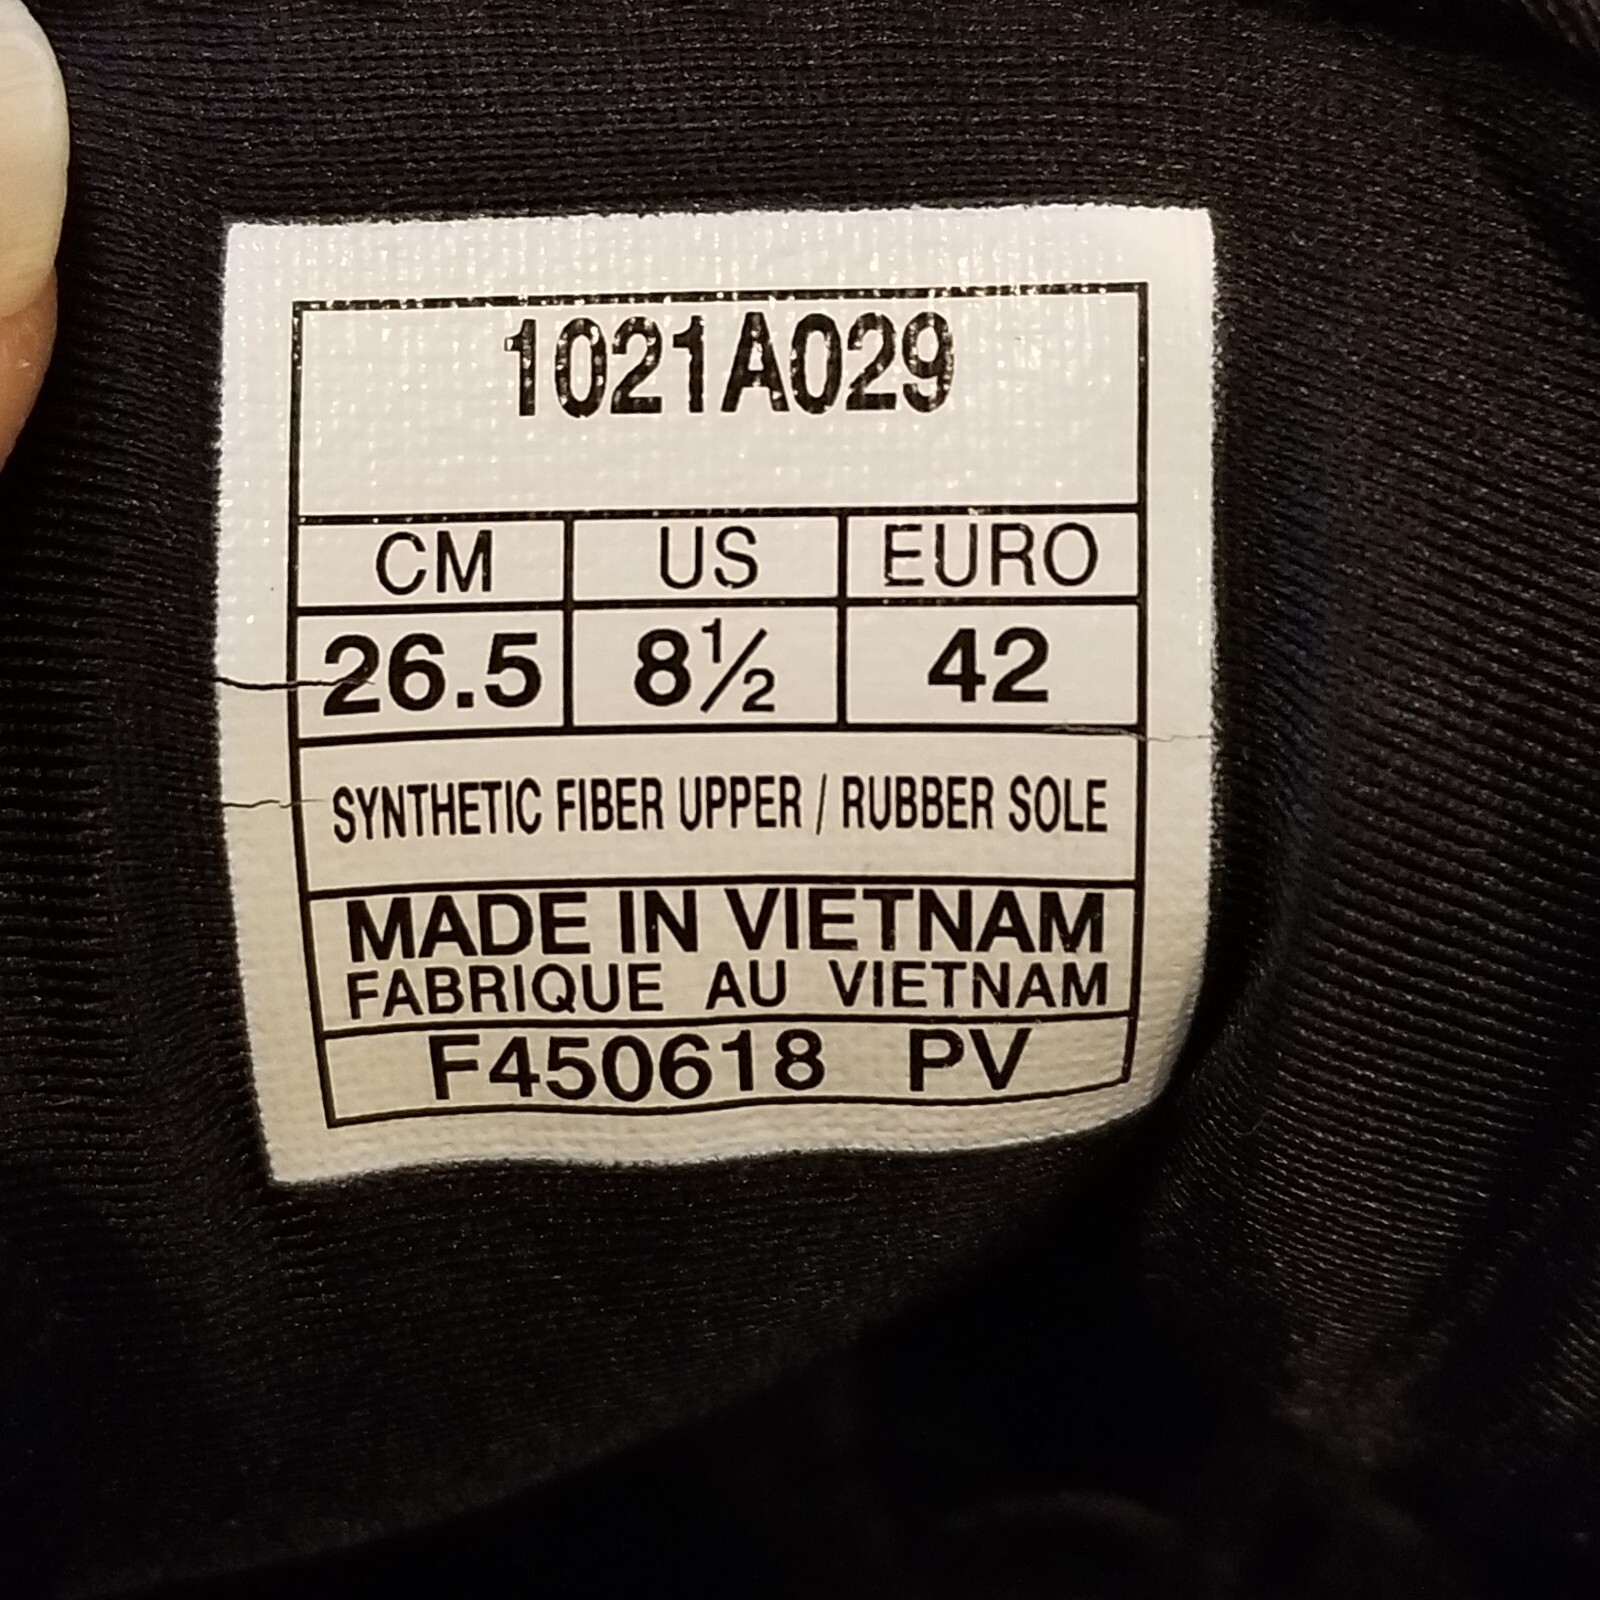 1021A029
CM US EURO
26.5 8½ 42
SYNTHETIC FIBER UPPER / RUBBER SOLE
MADE IN VIETNAM
FABRIQUE AU VIETNAM
F450618 PV